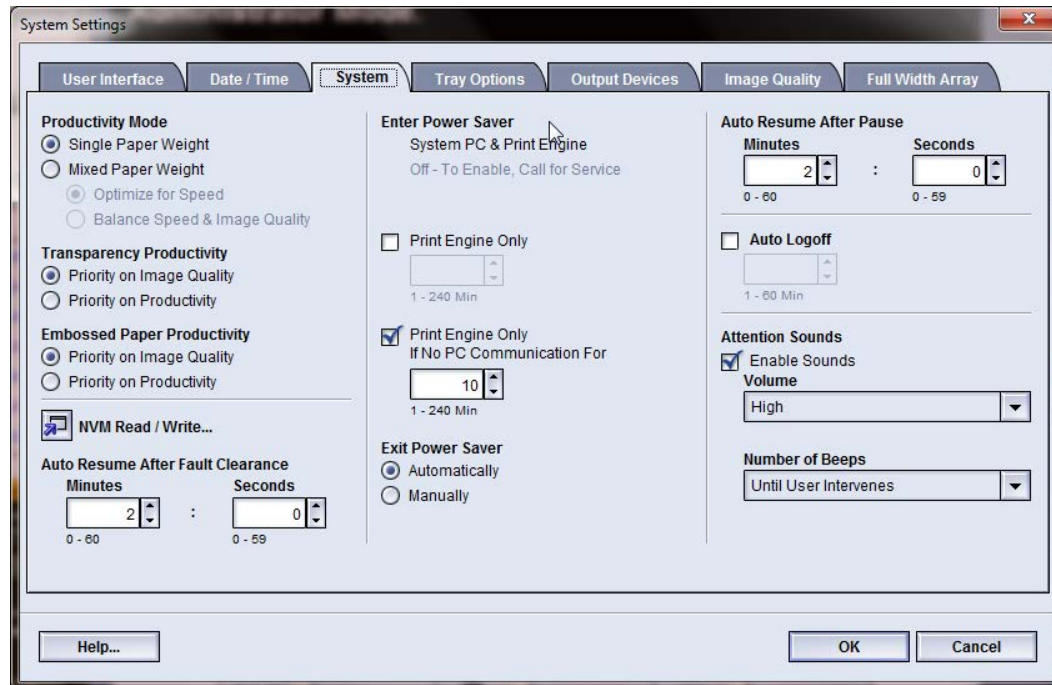 Administrator Mode.
System Settings
User Interface
Date / Time
System
Tray Options
Output Devices
Image Quality
Full Width Array
Productivity Mode
Single Paper Weight
Mixed Paper Weight
Optimize for Speed
Balance Speed & Image Quality
Transparency Productivity
Priority on Image Quality
Priority on Productivity
Embossed Paper Productivity
Priority on Image Quality
Priority on Productivity
NVM Read / Write...
Auto Resume After Fault Clearance
Minutes Seconds
2 : 0
0 - 60 0 - 59
Enter Power Saver
System PC & Print Engine
Off - To Enable, Call for Service
Print Engine Only
1 - 240 Min
Print Engine Only
If No PC Communication For
10
1 - 240 Min
Exit Power Saver
Automatically
Manually
Auto Resume After Pause
Minutes Seconds
2 : 0
0 - 60 0 - 59
Auto Logoff
1 - 60 Min
Attention Sounds
Enable Sounds
Volume
High
Number of Beeps
Until User Intervenes
Help...
OK
Cancel